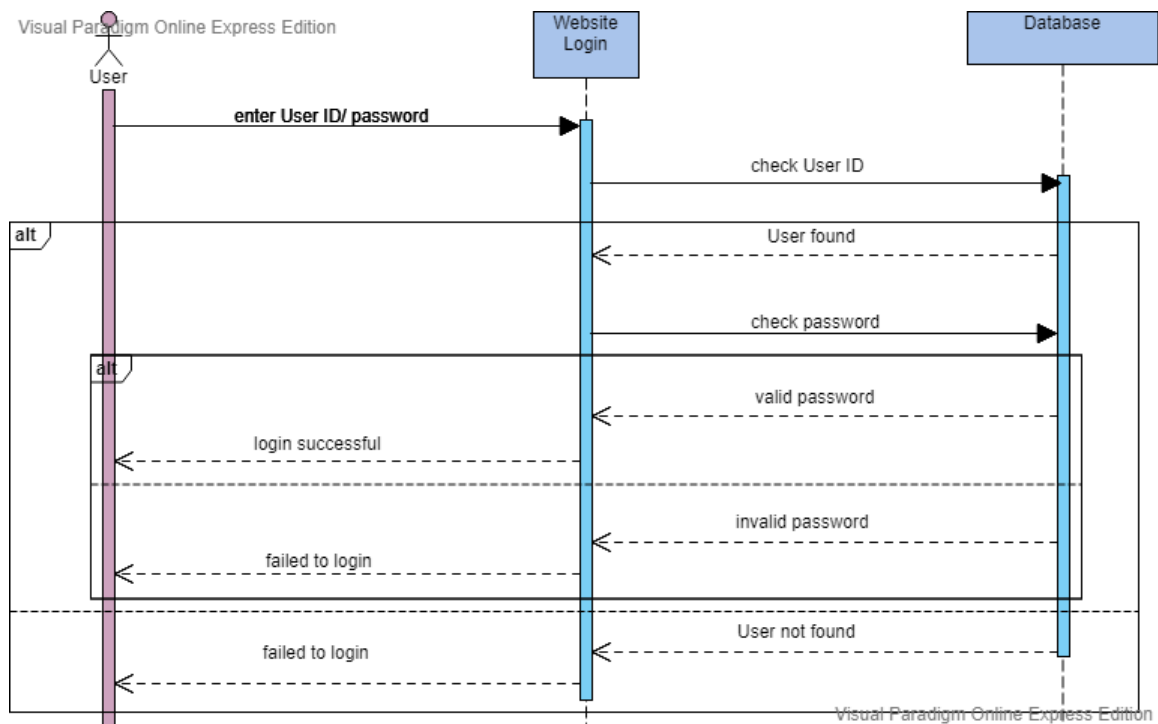 Visual Paradigm Online Express Edition
User
Website
Login
Database
enter User ID/ password
check User ID
alt
User found
check password
alt
valid password
login successful
invalid password
failed to login
User not found
failed to login
Visual Paradigm Online Express Edition